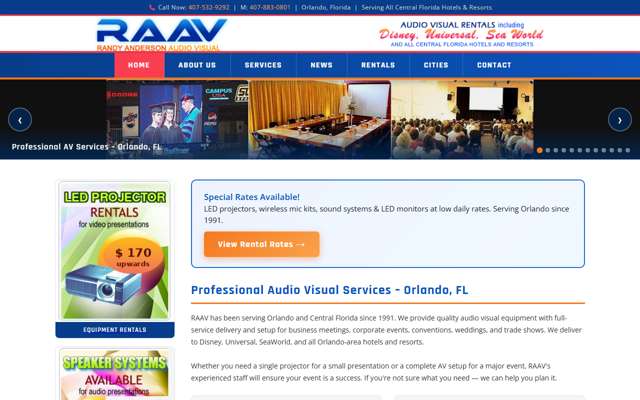 Call Now: 407-532-9292 | M: 407-883-0801 | Orlando, Florida | Serving All Central Florida Hotels & Resorts
RAAV
RANDY ANDERSON AUDIO VISUAL
AUDIO VISUAL RENTALS including
Disney, Universal, Sea World
AND ALL CENTRAL FLORIDA HOTELS AND RESORTS
HOME
ABOUT US
SERVICES
NEWS
RENTALS
CITIES
CONTACT
CAMPUS
PEPSI
Professional AV Services – Orlando, FL
LED PROJECTOR
RENTALS
for video presentations
$ 170
upwards
EQUIPMENT RENTALS
SPEAKER SYSTEMS
AVAILABLE
for audio presentations
Special Rates Available!
LED projectors, wireless mic kits, sound systems & LED monitors at low daily rates. Serving Orlando since
1991.
View Rental Rates →
Professional Audio Visual Services – Orlando, FL
RAAV has been serving Orlando and Central Florida since 1991. We provide quality audio visual equipment with full-
service delivery and setup for business meetings, corporate events, conventions, weddings, and trade shows. We deliver
to Disney, Universal, SeaWorld, and all Orlando-area hotels and resorts.
Whether you need a single projector for a small presentation or a complete AV setup for a major event, RAAV's
experienced staff will ensure your event is a success. If you're not sure what you need — we can help you plan it.